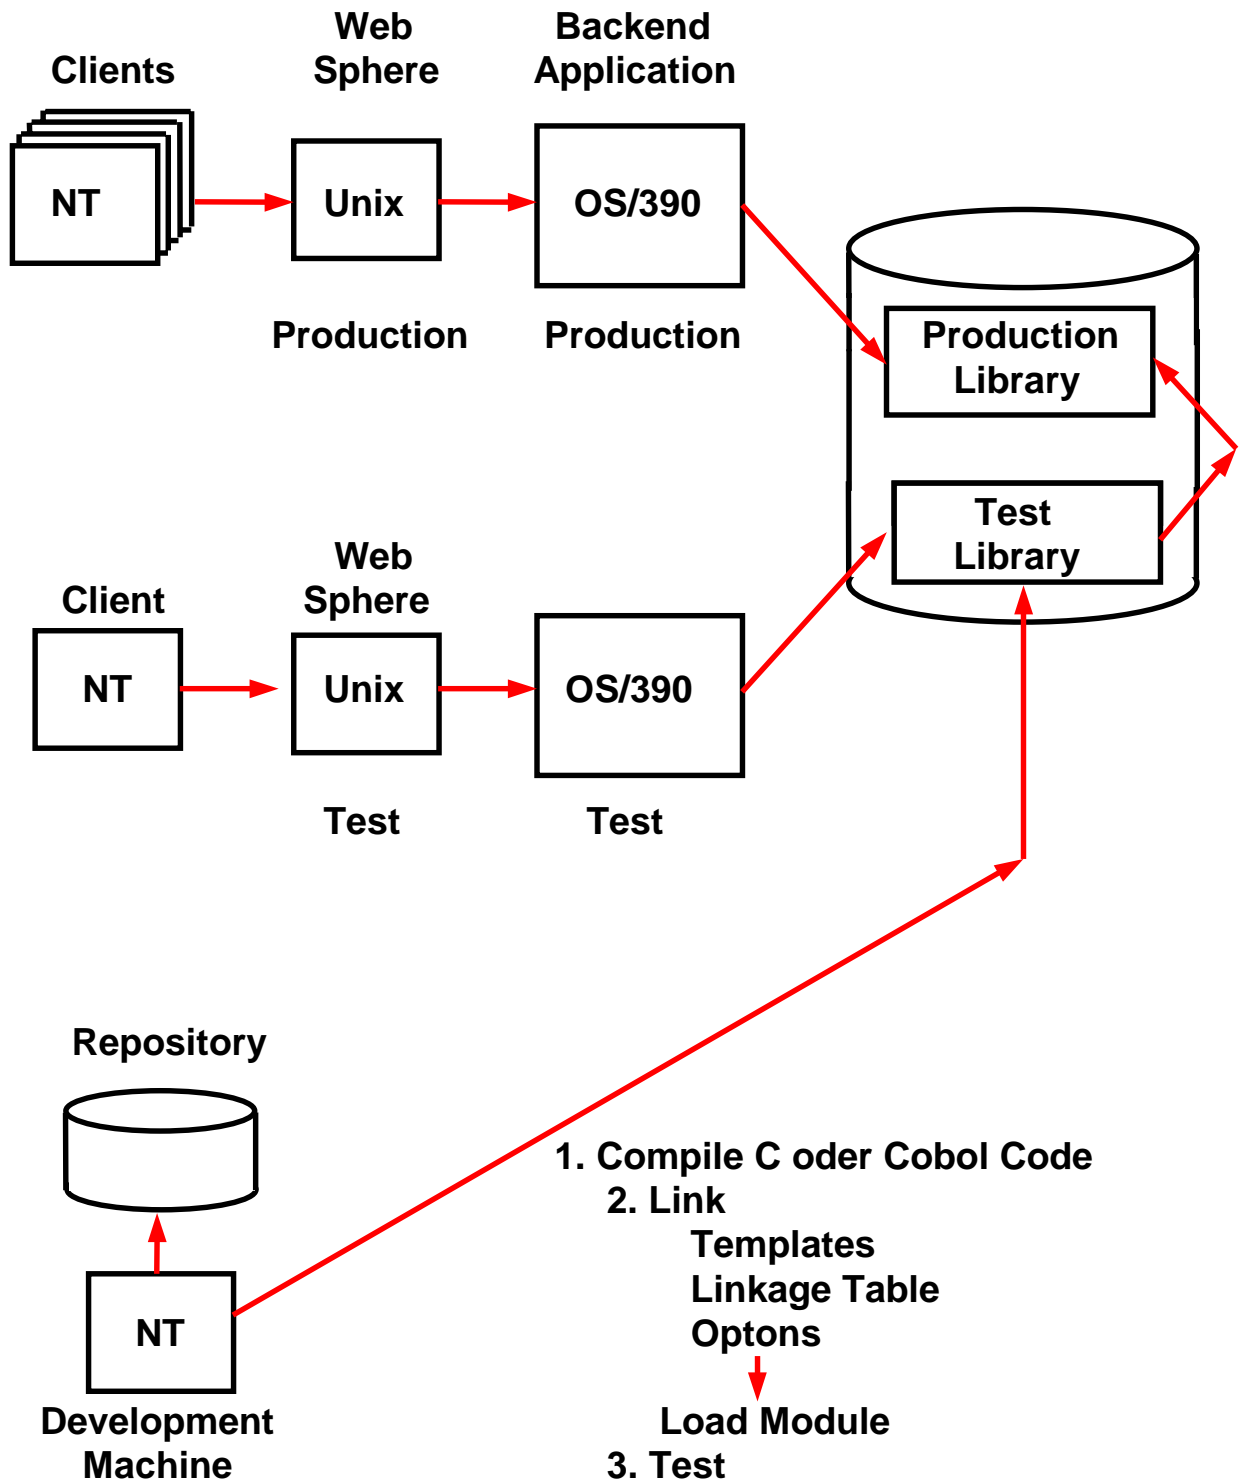 Clients
Web
Sphere
Backend
Application
NT
Unix
OS/390
Production
Production
Production
Library
Test
Library
Client
Web
Sphere
NT
Unix
OS/390
Test
Test
Repository
NT
Development
Machine
1. Compile C oder Cobol Code
2. Link
Templates
Linkage Table
Optons
Load Module
3. Test